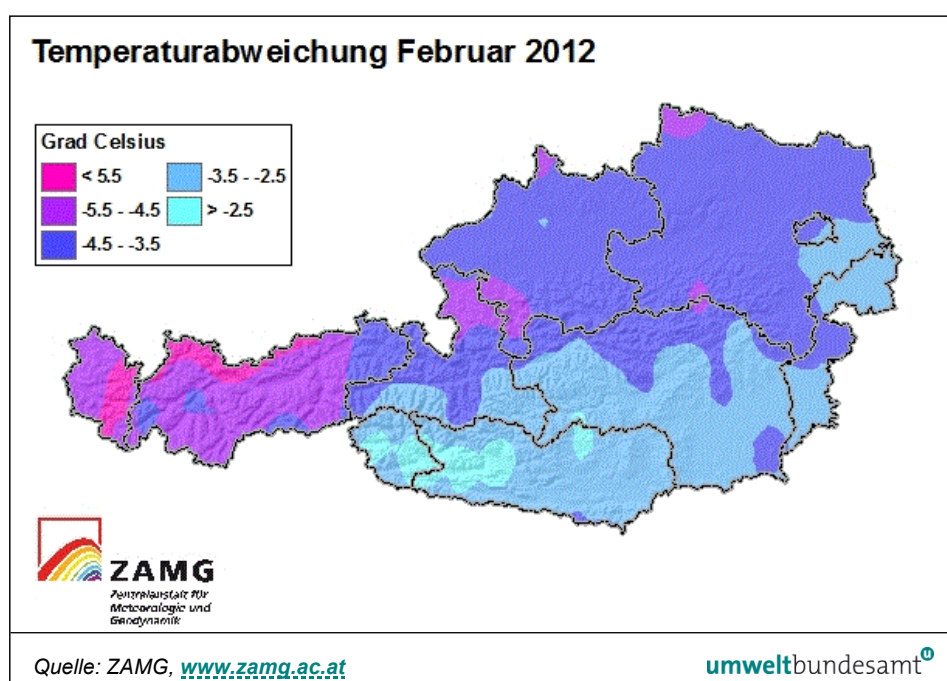 Temperaturabweichung Februar 2012
Grad Celsius
< 5.5
-5.5 - -4.5
-4.5 - -3.5
-3.5 - -2.5
> -2.5
ZAMG
Zentralanstalt für
Meteorologie und
Geodynamik
Quelle: ZAMG, www.zamg.ac.at
umweltbundesamt